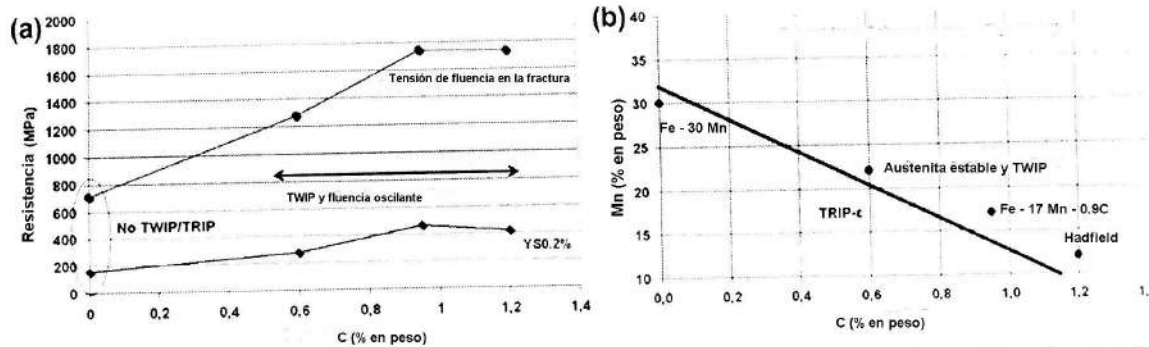 (a)
2000
1800
1600
1400
1200
1000
800
600
400
200
0
Resistencia (MPa)
Tensión de fluencia en la fractura
TWIP y fluencia oscilante
No TWIP/TRIP
YS0.2%
0
0,2
0,4
0,6
0,8
1
1,2
1,4
C (% en peso)
(b)
40
35
30
25
20
15
10
Mn (% en peso)
Fe - 30 Mn
Austenita estable y TWIP
TRIP-ε
Fe - 17 Mn - 0.9C
Hadfield
0,0
0,2
0,4
0,6
0,8
1,0
1,2
C (% en peso)